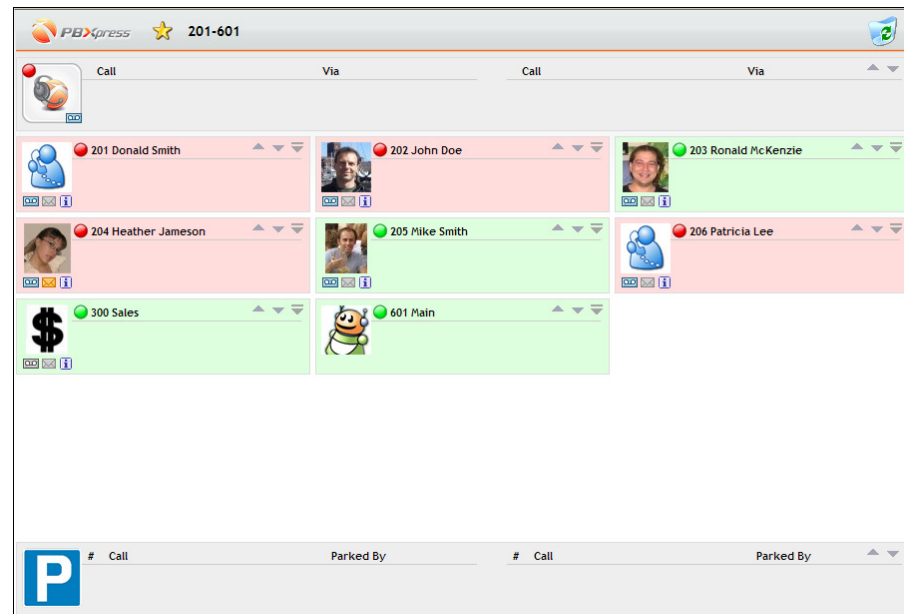 PBXpress 201-601
Call Via Call Via
201 Donald Smith 202 John Doe 203 Ronald McKenzie
204 Heather Jameson 205 Mike Smith 206 Patricia Lee
$
300 Sales 601 Main
P
# Call Parked By # Call Parked By